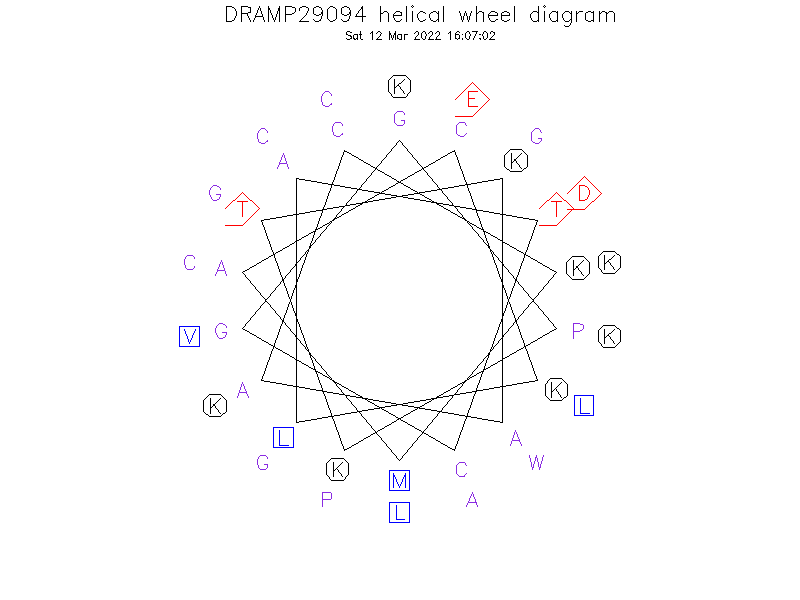 DRAMP29094 helical wheel diagram
Sat 12 Mar 2022 16:07:02
K
C E
G
C C
C G
A K
G T T D
C A K K
V G P K
K A K L
L A
G K C W
P M A
L